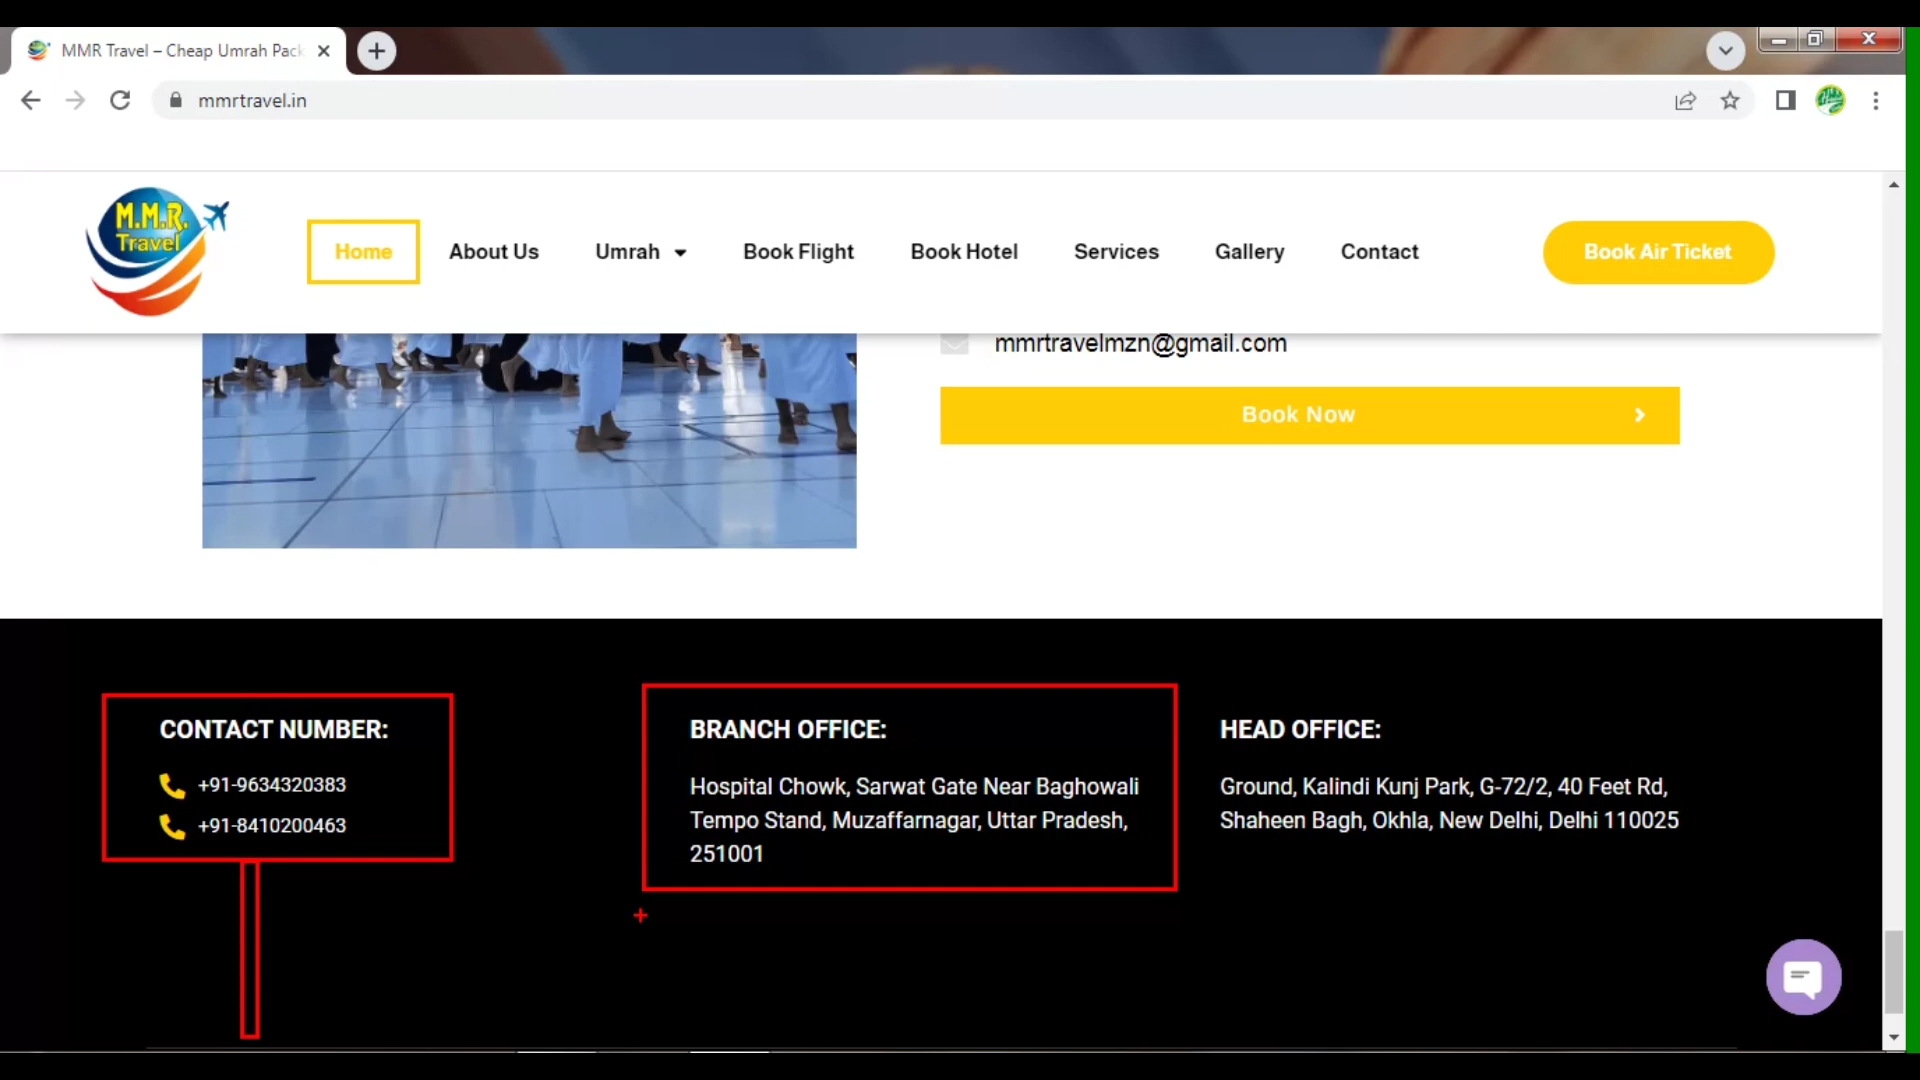 MMR Travel – Cheap Umrah Pack
mmrtravel.in
M.M.R.
Travel
Home
About Us
Umrah
Book Flight
Book Hotel
Services
Gallery
Contact
Book Air Ticket
mmrtravelmzn@gmail.com
Book Now
CONTACT NUMBER:
+91-9634320383
+91-8410200463
BRANCH OFFICE:
Hospital Chowk, Sarwat Gate Near Baghowali
Tempo Stand, Muzaffarnagar, Uttar Pradesh,
251001
HEAD OFFICE:
Ground, Kalindi Kunj Park, G-72/2, 40 Feet Rd,
Shaheen Bagh, Okhla, New Delhi, Delhi 110025